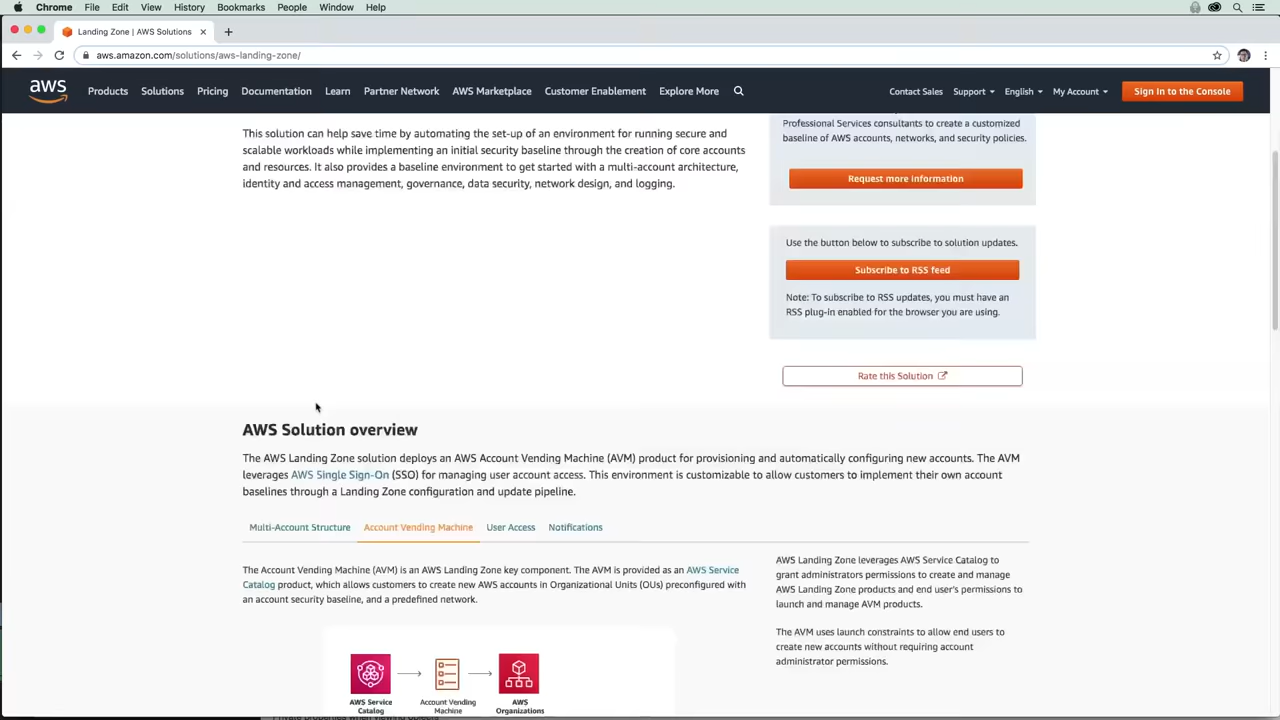 Chrome File Edit View History Bookmarks People Window Help
Landing Zone | AWS Solutions
aws.amazon.com/solutions/aws-landing-zone/
aws Products Solutions Pricing Documentation Learn Partner Network AWS Marketplace Customer Enablement Explore More Contact Sales Support English My Account Sign In to the Console
This solution can help save time by automating the set-up of an environment for running secure and
scalable workloads while implementing an initial security baseline through the creation of core accounts
and resources. It also provides a baseline environment to get started with a multi-account architecture,
identity and access management, governance, data security, network design, and logging.
Professional Services consultants to create a customized
baseline of AWS accounts, networks, and security policies.
Request more information
Use the button below to subscribe to solution updates.
Subscribe to RSS feed
Note: To subscribe to RSS updates, you must have an
RSS plug-in enabled for the browser you are using.
Rate this Solution
AWS Solution overview
The AWS Landing Zone solution deploys an AWS Account Vending Machine (AVM) product for provisioning and automatically configuring new accounts. The AVM
leverages AWS Single Sign-On (SSO) for managing user account access. This environment is customizable to allow customers to implement their own account
baselines through a Landing Zone configuration and update pipeline.
Multi-Account Structure Account Vending Machine User Access Notifications
The Account Vending Machine (AVM) is an AWS Landing Zone key component. The AVM is provided as an AWS Service
Catalog product, which allows customers to create new AWS accounts in Organizational Units (OUs) preconfigured with
an account security baseline, and a predefined network.
AWS Landing Zone leverages AWS Service Catalog to
grant administrators permissions to create and manage
AWS Landing Zone products and end user's permissions to
launch and manage AVM products.
The AVM uses launch constraints to allow end users to
create new accounts without requiring account
administrator permissions.
AWS Service
Catalog
Account Vending
Machine
AWS
Organizations